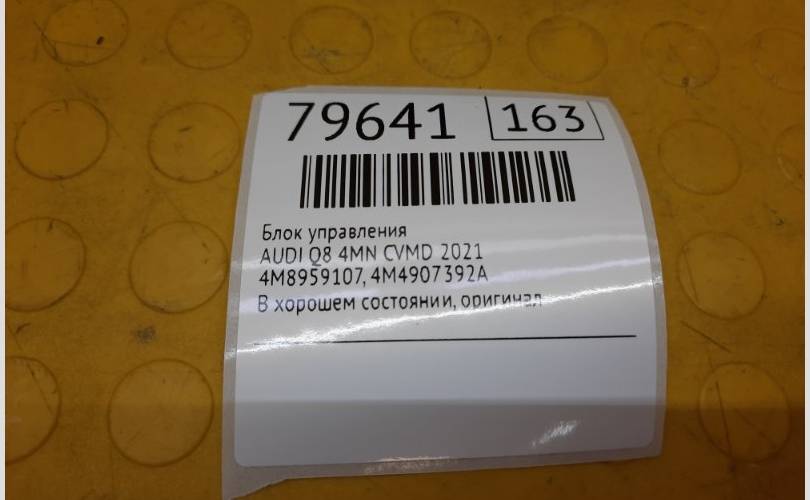 79641 163
Блок управления
AUDI Q8 4MN CVMD 2021
4M8959107, 4M4907392A
В хорошем состоянии, оригинал